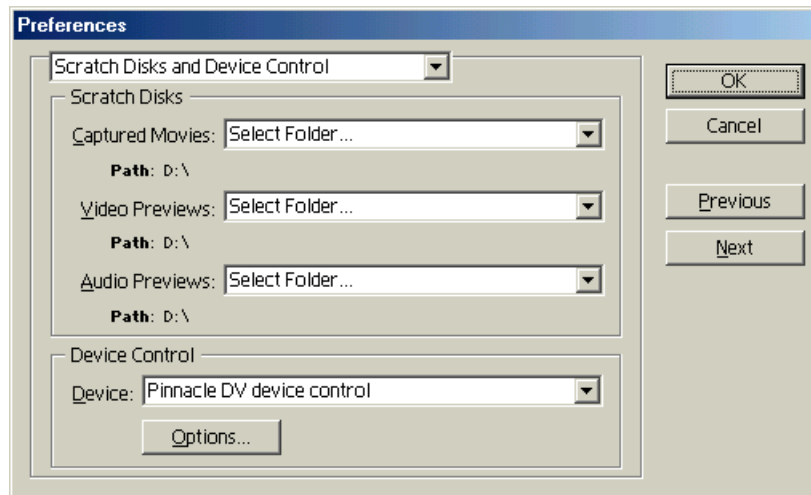 Preferences
Scratch Disks and Device Control
OK
Scratch Disks
Captured Movies: Select Folder...
Cancel
Path: D:\
Video Previews: Select Folder...
Previous
Path: D:\
Next
Audio Previews: Select Folder...
Path: D:\
Device Control
Device: Pinnacle DV device control
Options...